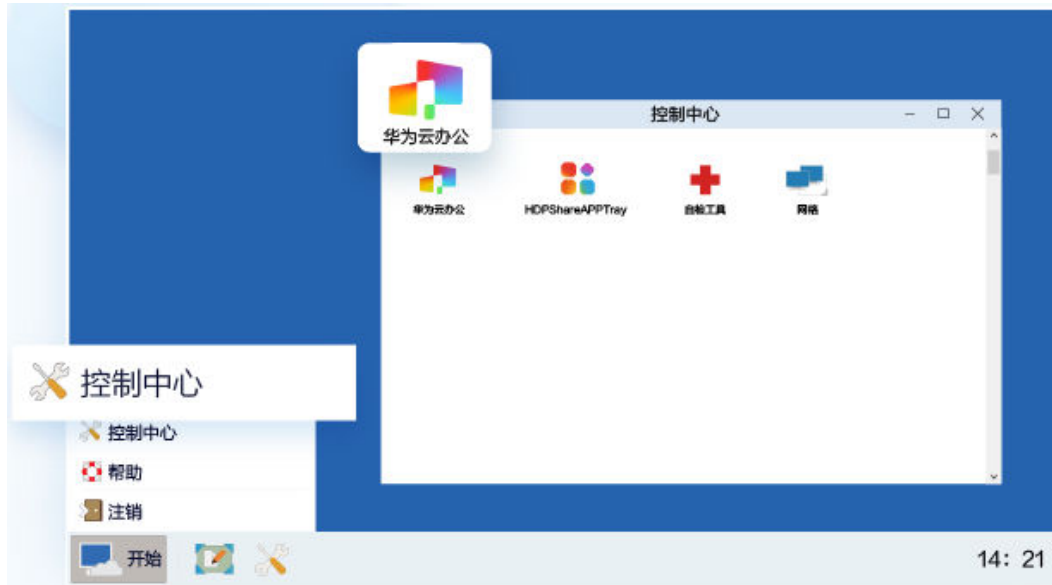 华为云办公
控制中心
华为云办公
HDPShareAPPTray
自检工具
网络
控制中心
控制中心
帮助
注销
开始
14: 21